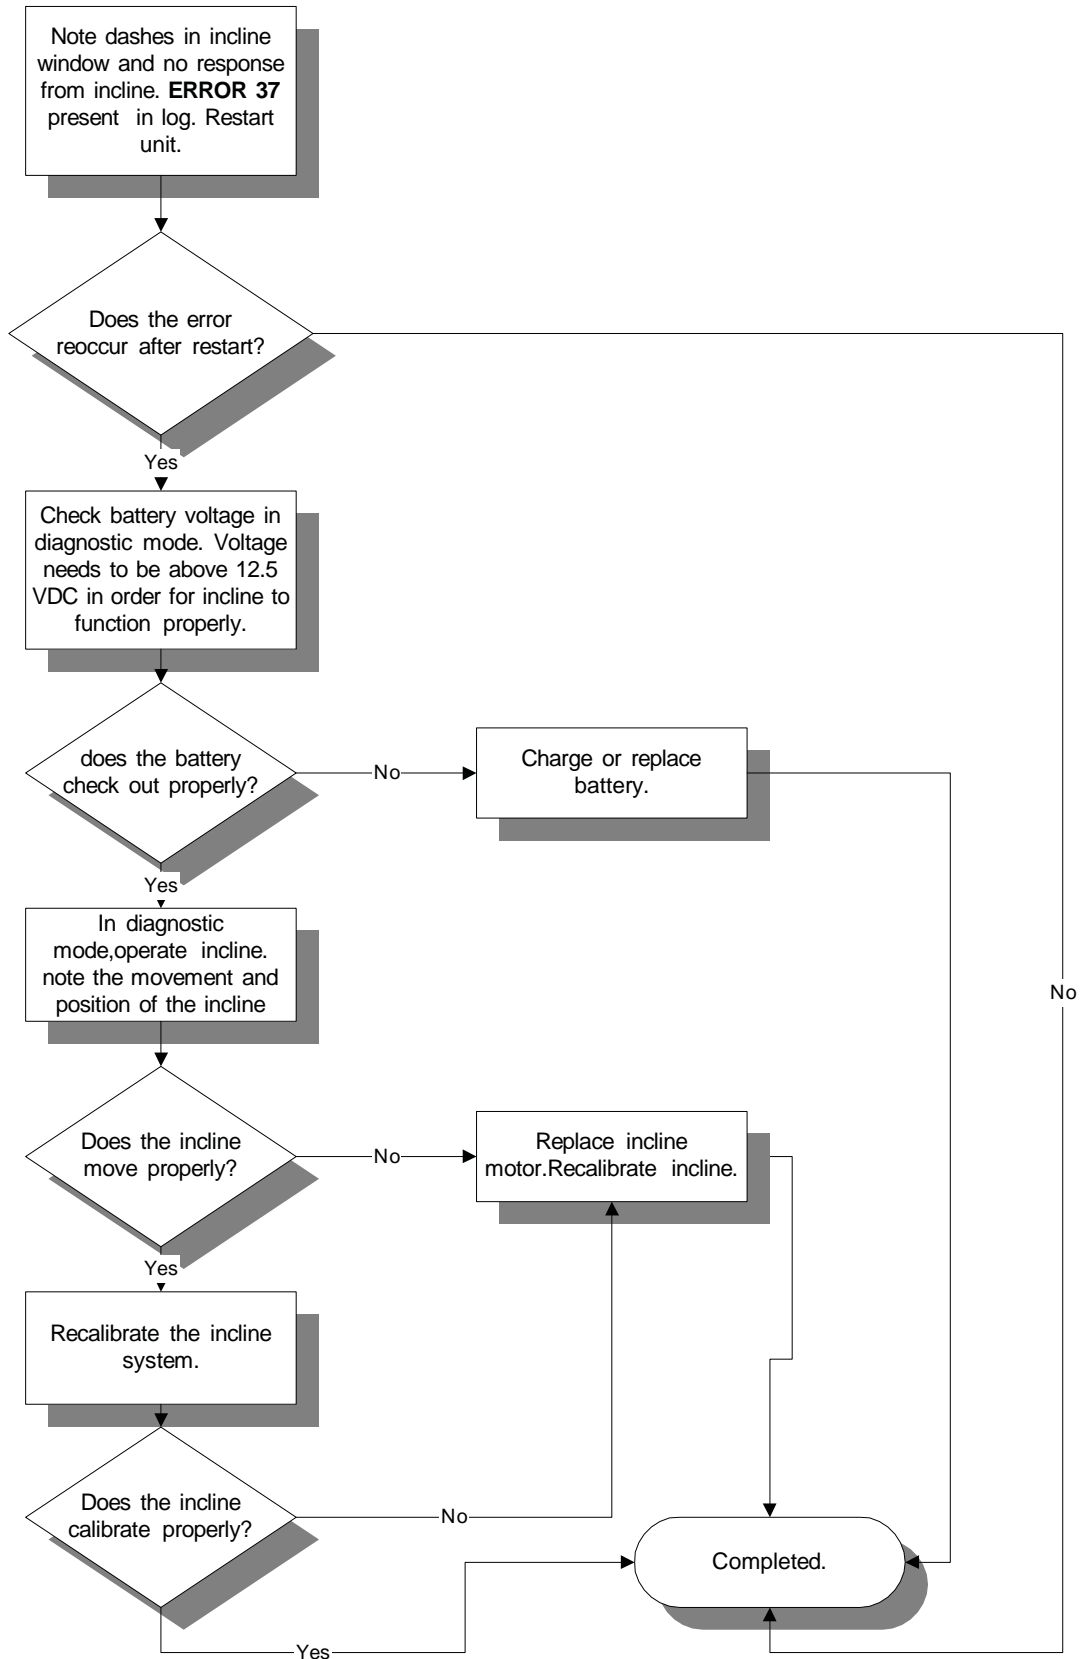 Note dashes in incline
window and no response
from incline. ERROR 37
present in log. Restart
unit.
Does the error
reoccur after restart?
Yes
Check battery voltage in
diagnostic mode. Voltage
needs to be above 12.5
VDC in order for incline to
function properly.
does the battery
check out properly?
No
Charge or replace
battery.
Yes
In diagnostic
mode,operate incline.
note the movement and
position of the incline
No
Does the incline
move properly?
No
Replace incline
motor.Recalibrate incline.
Yes
Recalibrate the incline
system.
Does the incline
calibrate properly?
No
Completed.
Yes